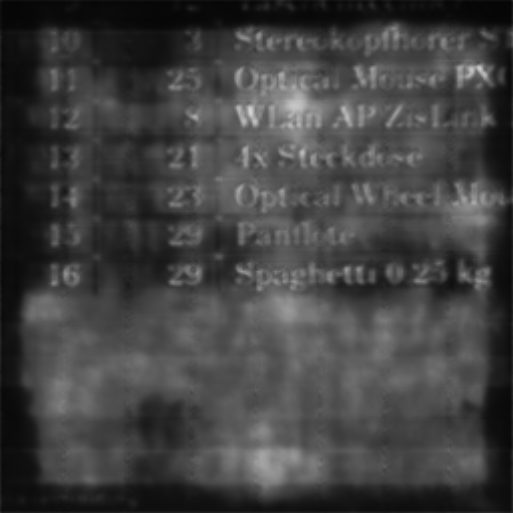 10 3 Stereokopfhörer
11 25 Optical Mouse
12 8 WLan AP ZisLink
13 21 4x Steckdose
14 23 Optical Wheel
15 29 Panflöte
16 29 Spaghetti 0.25 kg